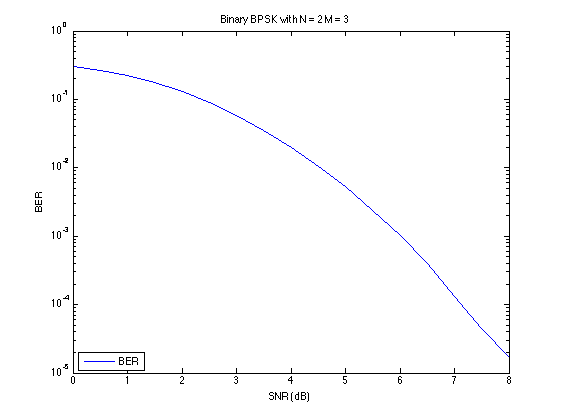 Binary BPSK with N = 2 M = 3
10^0
10^-1
10^-2
10^-3
10^-4
10^-5
BER
BER
0 1 2 3 4 5 6 7 8
SNR (dB)